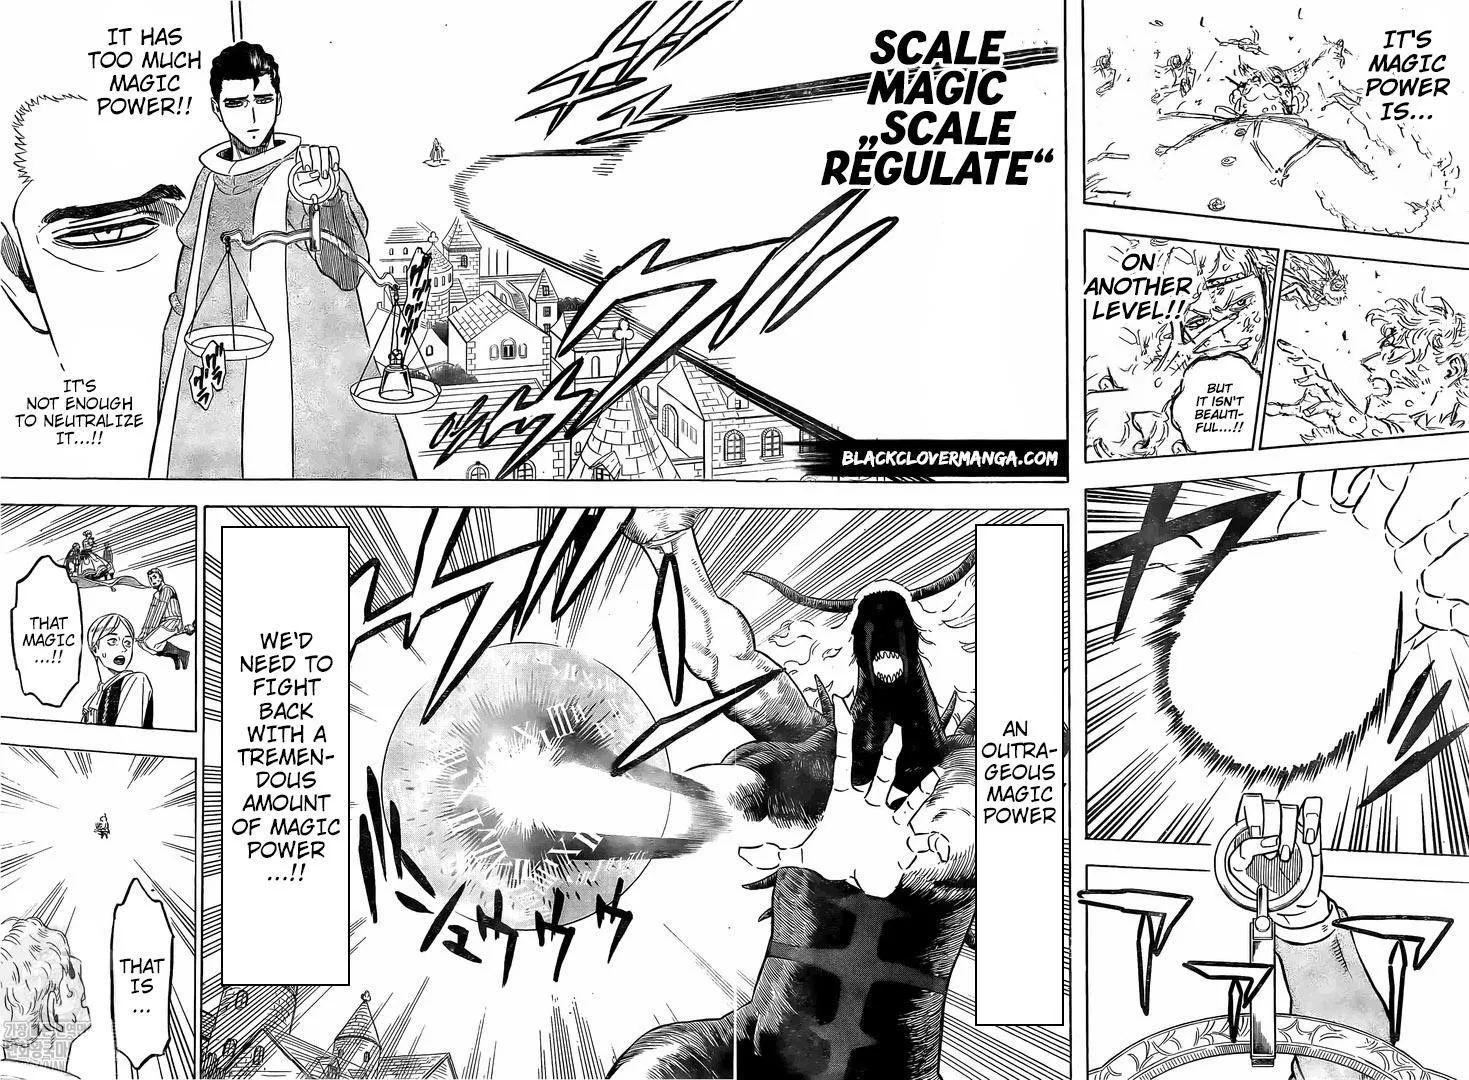 IT'S
MAGIC
POWER
IS...
ON
ANOTHER
LEVEL!!
BUT
IT ISN'T
BEAUTI-
FUL...!!
SCALE
MAGIC
„SCALE
REGULATE“
IT HAS
TOO MUCH
MAGIC
POWER!!
IT'S
NOT ENOUGH
TO NEUTRALIZE
IT...!!
BLACKCLOVERMANGA.COM
AN
OUTRA-
GEOUS
MAGIC
POWER
WE'D
NEED TO
FIGHT
BACK
WITH A
TREMEN-
DOUS
AMOUNT
OF MAGIC
POWER
...!!
THAT
MAGIC
...!!
THAT
IS
...